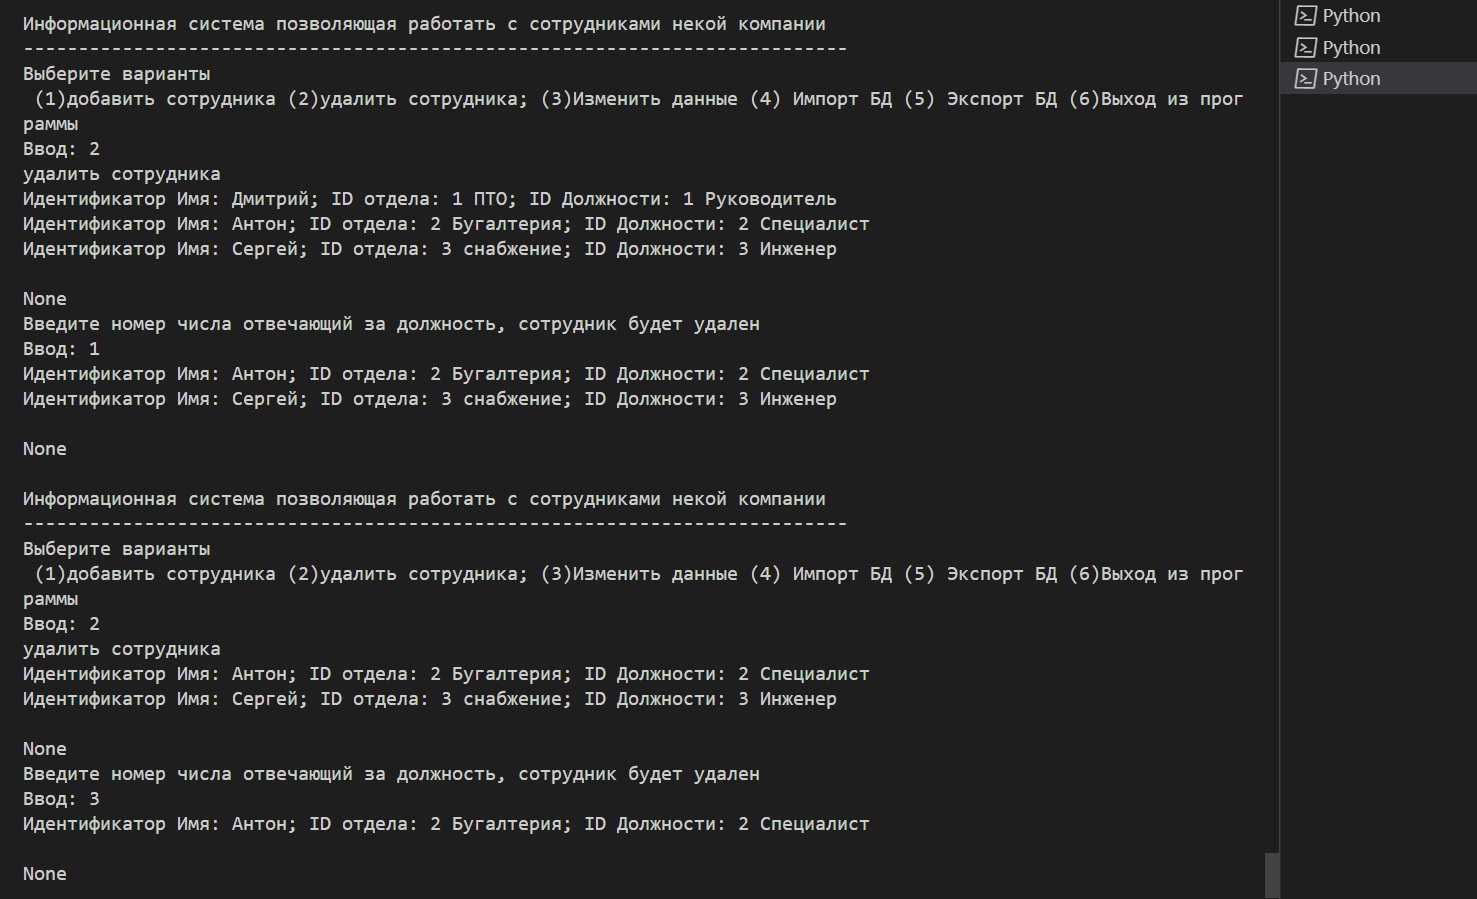 Информационная система позволяющая работать с сотрудниками некой компании
---------------------------------------------------------------------------
Выберите варианты
(1)добавить сотрудника (2)удалить сотрудника; (3)Изменить данные (4) Импорт БД (5) Экспорт БД (6)Выход из прог
раммы
Ввод: 2
удалить сотрудника
Идентификатор Имя: Дмитрий; ID отдела: 1 ПТО; ID Должности: 1 Руководитель
Идентификатор Имя: Антон; ID отдела: 2 Бугалтерия; ID Должности: 2 Специалист
Идентификатор Имя: Сергей; ID отдела: 3 снабжение; ID Должности: 3 Инженер
None
Введите номер числа отвечающий за должность, сотрудник будет удален
Ввод: 1
Идентификатор Имя: Антон; ID отдела: 2 Бугалтерия; ID Должности: 2 Специалист
Идентификатор Имя: Сергей; ID отдела: 3 снабжение; ID Должности: 3 Инженер
None
Информационная система позволяющая работать с сотрудниками некой компании
---------------------------------------------------------------------------
Выберите варианты
(1)добавить сотрудника (2)удалить сотрудника; (3)Изменить данные (4) Импорт БД (5) Экспорт БД (6)Выход из прог
раммы
Ввод: 2
удалить сотрудника
Идентификатор Имя: Антон; ID отдела: 2 Бугалтерия; ID Должности: 2 Специалист
Идентификатор Имя: Сергей; ID отдела: 3 снабжение; ID Должности: 3 Инженер
None
Введите номер числа отвечающий за должность, сотрудник будет удален
Ввод: 3
Идентификатор Имя: Антон; ID отдела: 2 Бугалтерия; ID Должности: 2 Специалист
None
Python
Python
Python